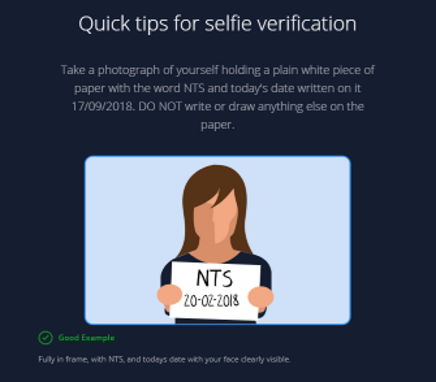 Quick tips for selfie verification
Take a photograph of yourself holding a plain white piece of
paper with the word NTS and today's date written on it
17/09/2018. DO NOT write or draw anything else on the
paper.
NTS
20-02-2018
Good Example
Fully in frame, with NTS, and todays date with your face clearly visible.